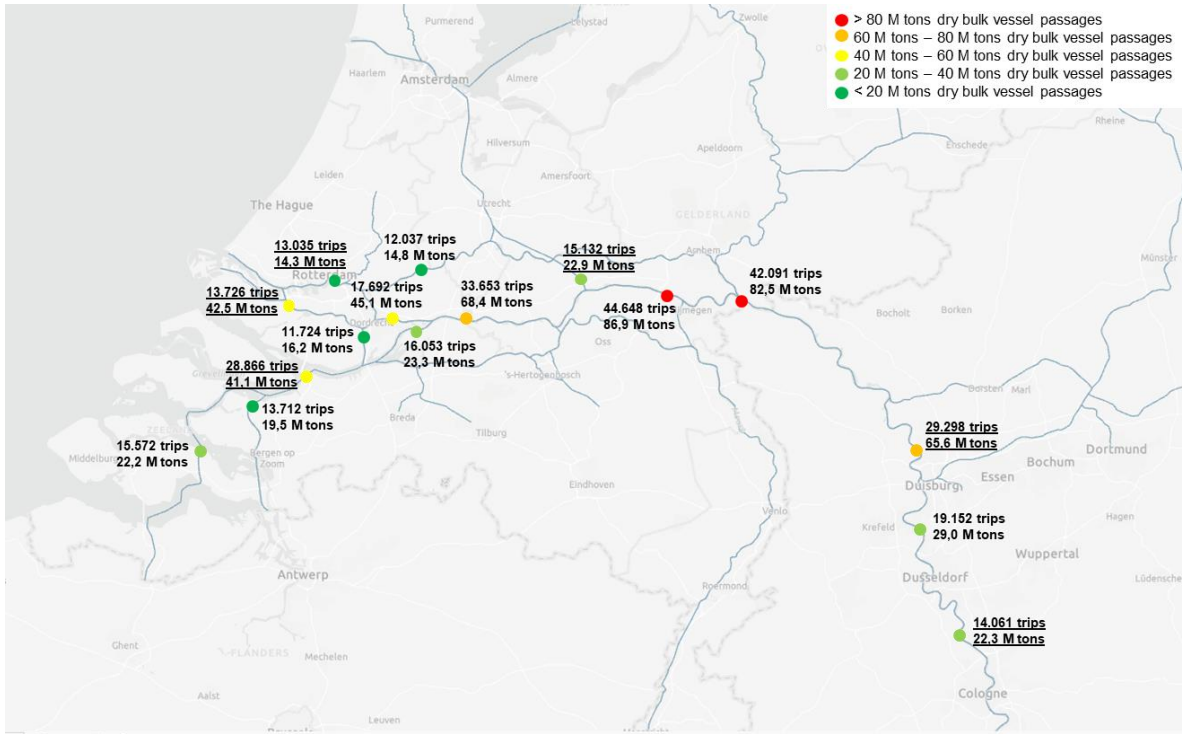 > 80 M tons dry bulk vessel passages
60 M tons – 80 M tons dry bulk vessel passages
40 M tons – 60 M tons dry bulk vessel passages
20 M tons – 40 M tons dry bulk vessel passages
< 20 M tons dry bulk vessel passages
Purmerend
Lelystad
Zwolle
Haarlem
Amsterdam
Almere
Rheine
Hilversum
Apeldoorn
Enschede
Leiden
Amersfoort
The Hague
Utrecht
GELDERLAND
Münster
13.035 trips
14,3 M tons
12.037 trips
14,8 M tons
15.132 trips
22,9 M tons
Arnhem
Rotterdam
42.091 trips
82,5 M tons
13.726 trips
42,5 M tons
17.692 trips
45,1 M tons
33.653 trips
68,4 M tons
44.648 trips
86,9 M tons
Bocholt
Borken
11.724 trips
16,2 M tons
16.053 trips
23,3 M tons
Oss
28.866 trips
41,1 M tons
's-Hertogenbosch
Dorsten
Marl
13.712 trips
19,5 M tons
Breda
Tilburg
ZEELAND
15.572 trips
22,2 M tons
Middelburg
Bergen op
Zoom
29.298 trips
65,6 M tons
Bochum
Dortmund
Essen
Eindhoven
Duisburg
Venlo
Krefeld
19.152 trips
29,0 M tons
Hagen
Wuppertal
Antwerp
Roermond
Dusseldorf
14.061 trips
22,3 M tons
Ghent
FLANDERS
Mechelen
Cologne
Aalst
Leuven